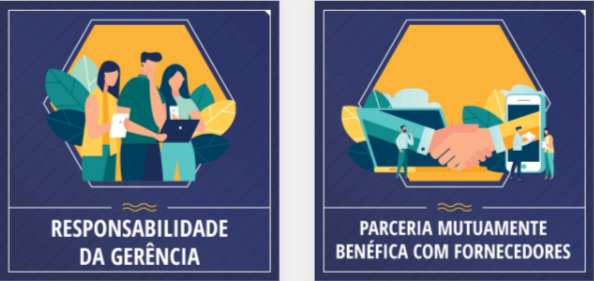 RESPONSABILIDADE
DA GERÊNCIA
PARCERIA MUTUAMENTE
BENÉFICA COM FORNECEDORES